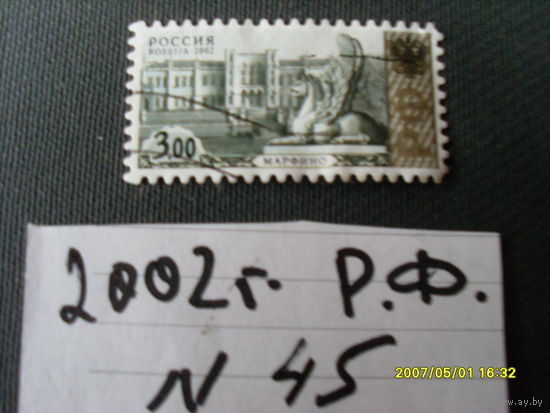 РОССИЯ
ROSSIJA · 2002
3.00
МАРФИНО
2002г. Р.Ф.
N 45
2007/05/01 16:32
www.ay.by